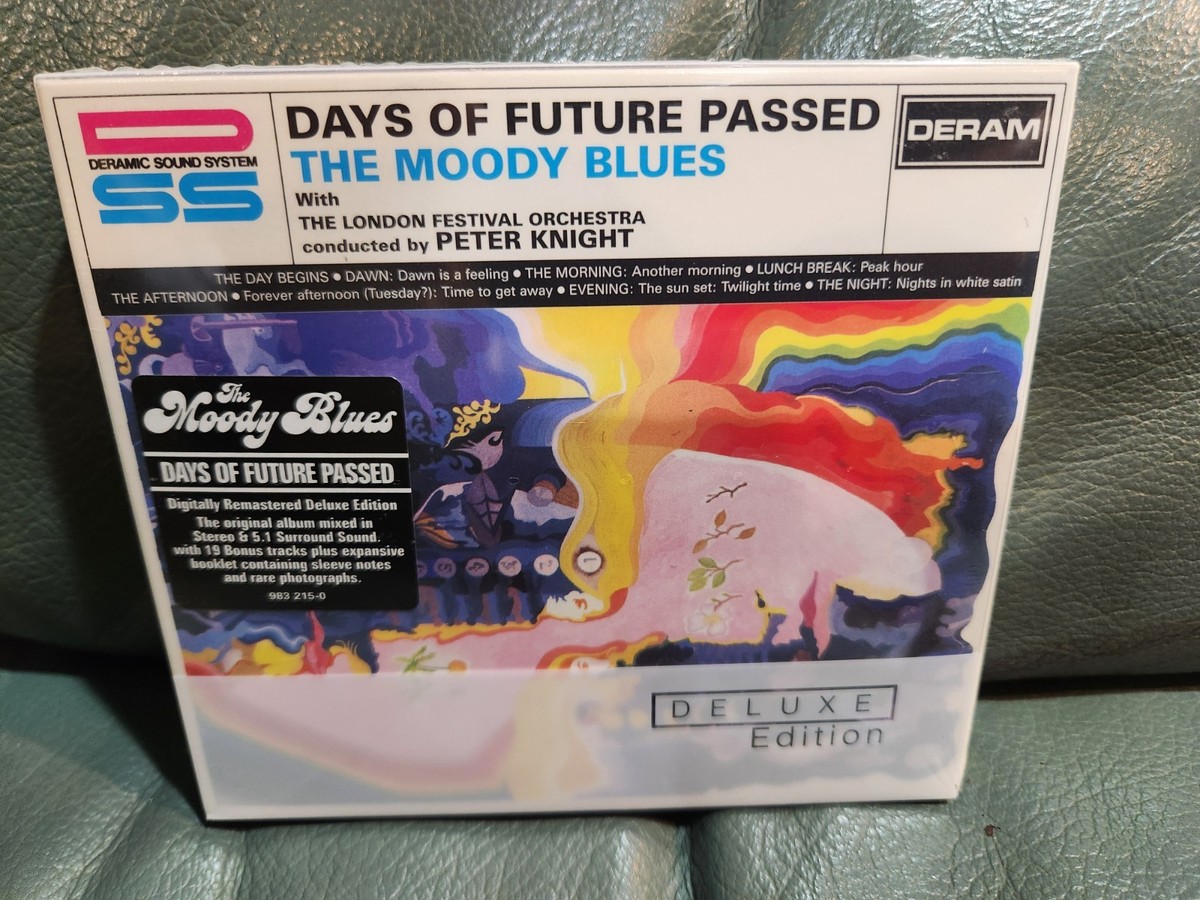 D
DERAMIC SOUND SYSTEM
SS
DAYS OF FUTURE PASSED
THE MOODY BLUES
With
THE LONDON FESTIVAL ORCHESTRA
conducted by PETER KNIGHT
DERAM
THE DAY BEGINS • DAWN: Dawn is a feeling • THE MORNING: Another morning • LUNCH BREAK: Peak hour
THE AFTERNOON • Forever afternoon (Tuesday?): Time to get away • EVENING: The sun set: Twilight time • THE NIGHT: Nights in white satin
The
Moody Blues
DAYS OF FUTURE PASSED
Digitally Remastered Deluxe Edition
The original album mixed in
Stereo & 5.1 Surround Sound.
with 19 Bonus tracks plus expansive
booklet containing sleeve notes
and rare photographs.
983 215-0
1
DELUXE
Edition